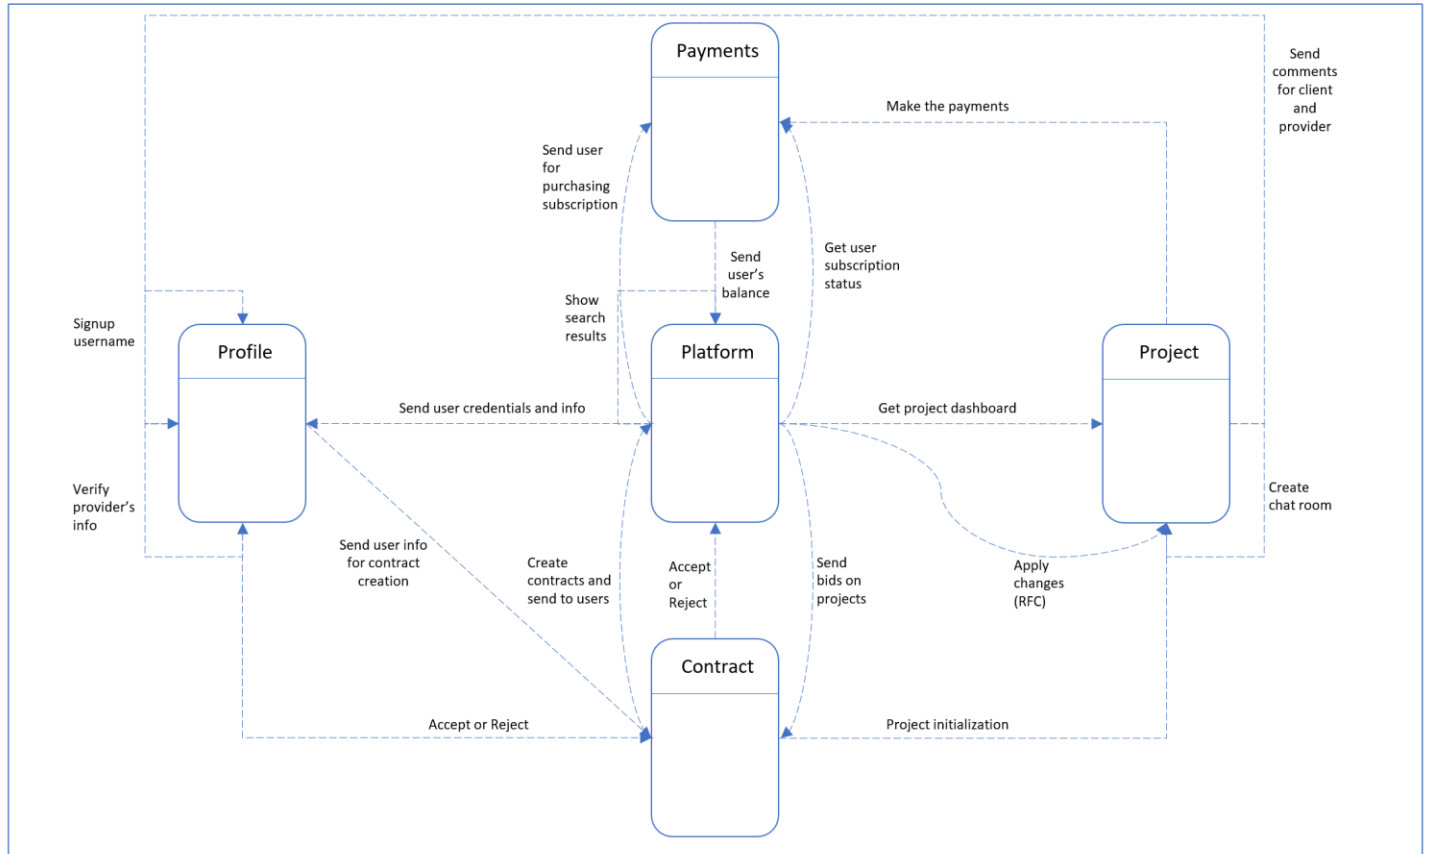 Payments
Send
comments
for client
and
provider
Make the payments
Send user
for
purchasing
subscription
Get user
subscription
status
Send
user's
balance
Show
search
results
Signup
username
Profile
Platform
Project
Send user credentials and info
Get project dashboard
Verify
provider's
info
Create
chat room
Send user info
for contract
creation
Create
contracts and
send to users
Accept
or
Reject
Send
bids on
projects
Apply
changes
(RFC)
Contract
Accept or Reject
Project initialization